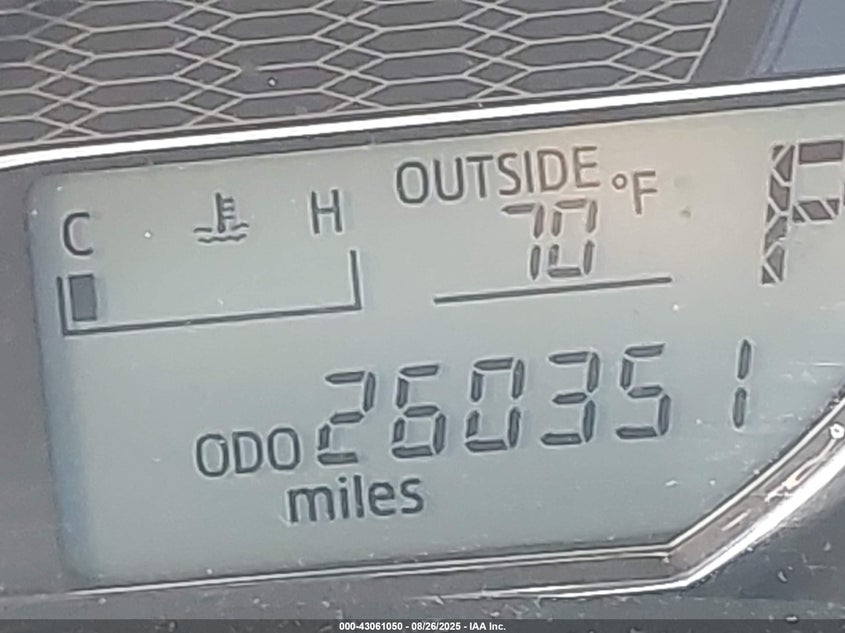 OUTSIDE °F
C H
70
P
ODO 260351
miles
000-43061050 - 08/26/2025 - IAA Inc.